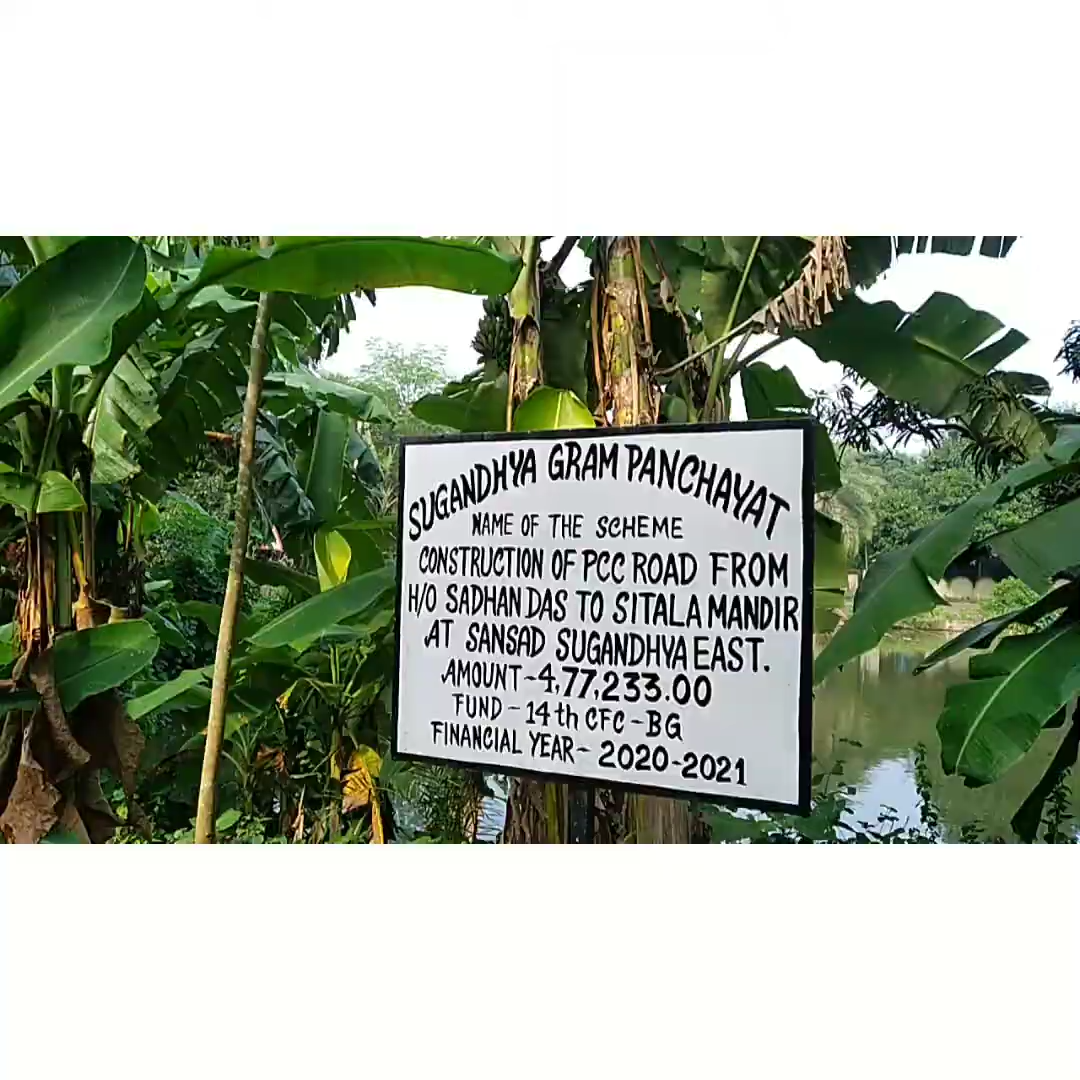 SUGANDHYA GRAM PANCHAYAT
NAME OF THE SCHEME
CONSTRUCTION OF PCC ROAD FROM
H/O SADHAN DAS TO SITALA MANDIR
AT SANSAD SUGANDHYA EAST.
AMOUNT-4,77,233.00
FUND - 14th CFC-BG
FINANCIAL YEAR- 2020-2021